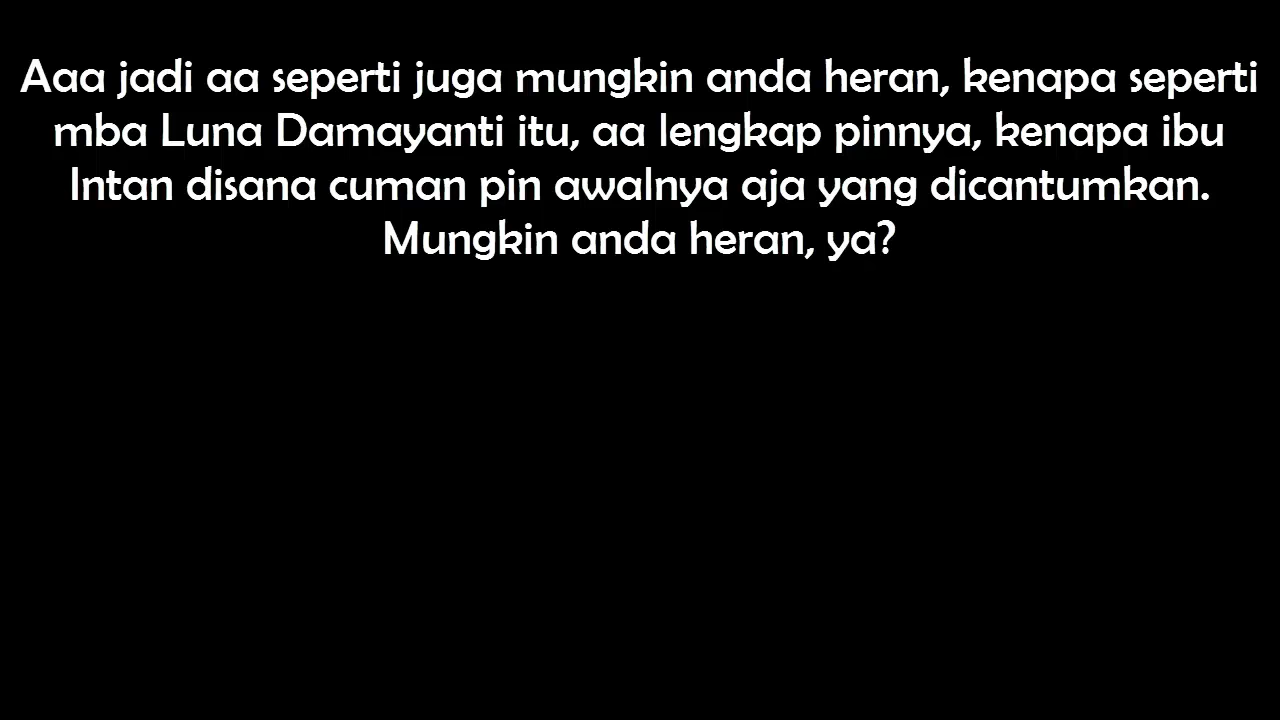 Aaa jadi aa seperti juga mungkin anda heran, kenapa seperti
mba Luna Damayanti itu, aa lengkap pinnya, kenapa ibu
Intan disana cuman pin awalnya aja yang dicantumkan.
Mungkin anda heran, ya?